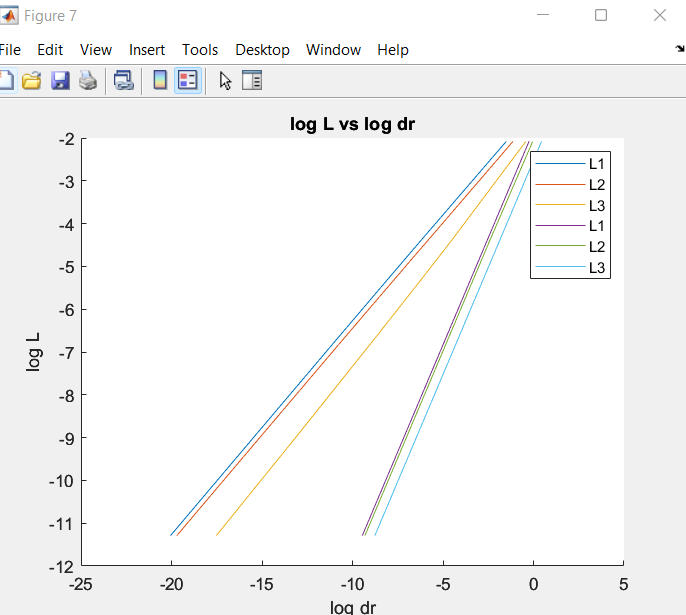 Figure 7
File Edit View Insert Tools Desktop Window Help
log L vs log dr
-2
-3
-4
-5
-6
-7
-8
-9
-10
-11
-12
log L
L1
L2
L3
L1
L2
L3
-25 -20 -15 -10 -5 0 5
log dr